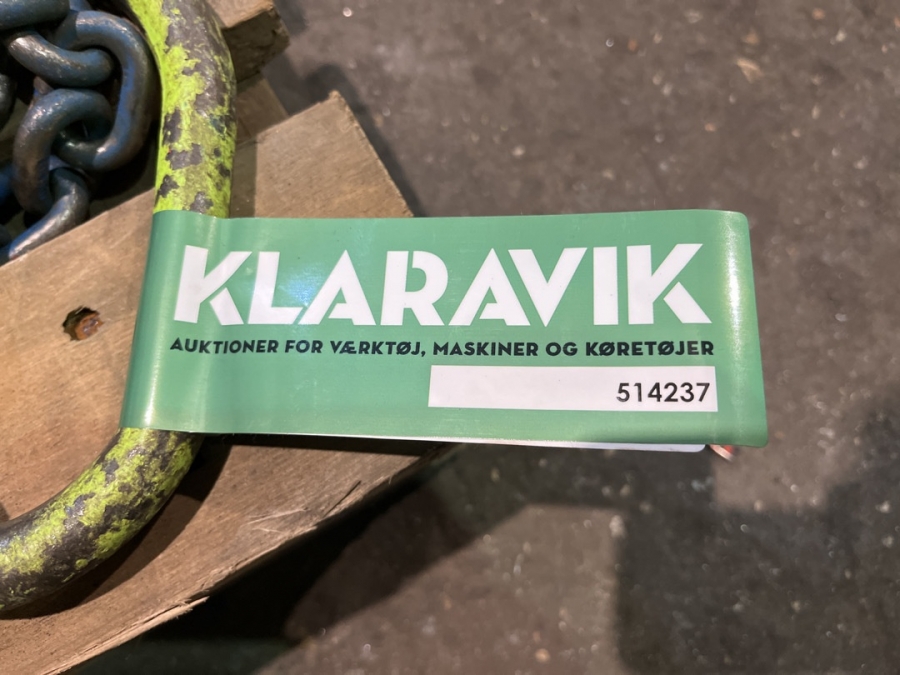 KLARAVIK
AUKTIONER FOR VÆRKTØJ, MASKINER OG KØRETØJER
514237